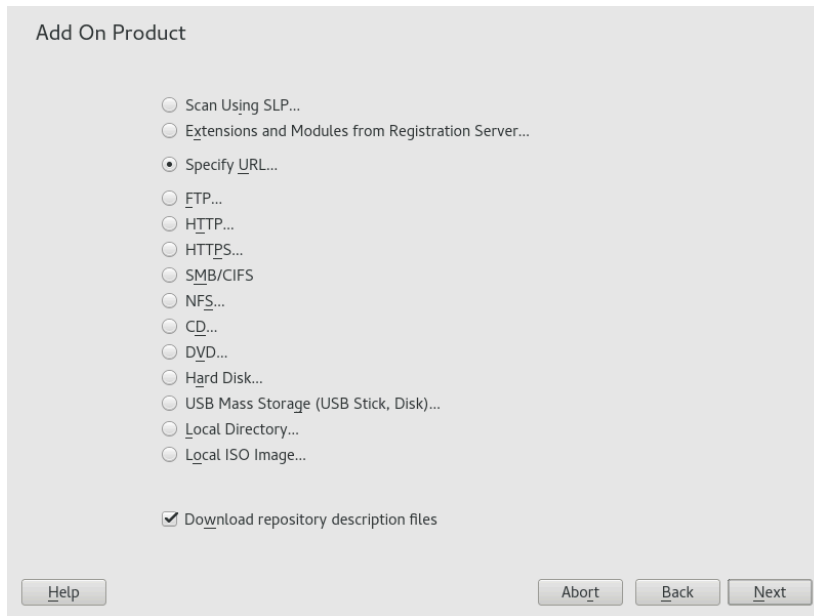 Add On Product
Scan Using SLP...
Extensions and Modules from Registration Server...
Specify URL...
FTP...
HTTP...
HTTPS...
SMB/CIFS
NFS...
CD...
DVD...
Hard Disk...
USB Mass Storage (USB Stick, Disk)...
Local Directory...
Local ISO Image...
Download repository description files
Help
Abort
Back
Next